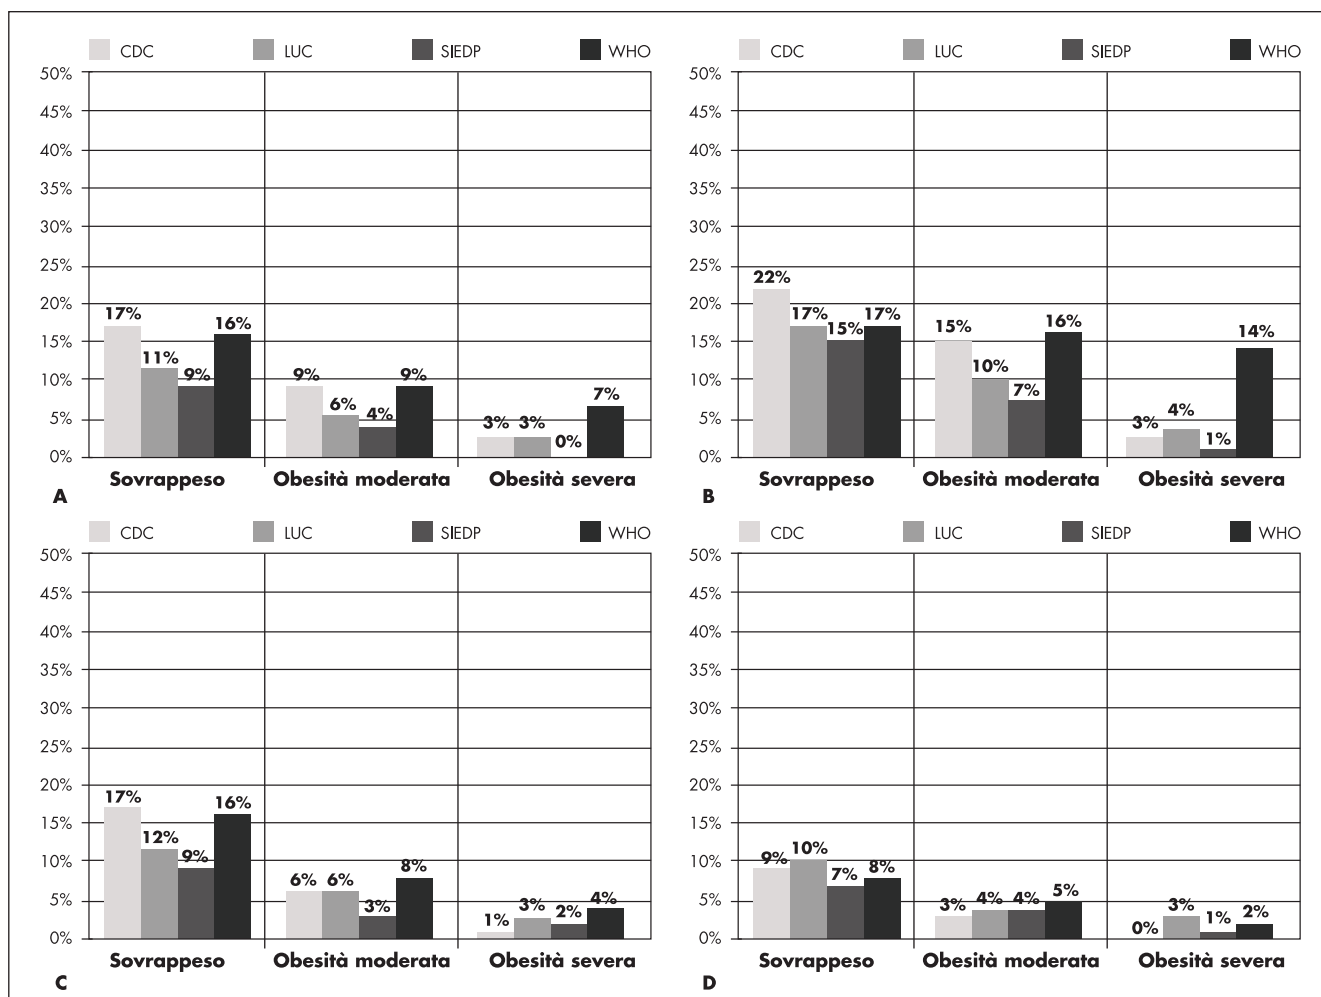 CDC LUC SIEDP WHO
50%
45%
40%
35%
30%
25%
20%
15%
10%
5%
0%
17% 11% 9% 16%
9% 6% 4% 9%
3% 3% 0% 7%
Sovrappeso Obesità moderata Obesità severa
A
CDC LUC SIEDP WHO
50%
45%
40%
35%
30%
25%
20%
15%
10%
5%
0%
22% 17% 15% 17%
15% 10% 7% 16%
3% 4% 1% 14%
Sovrappeso Obesità moderata Obesità severa
B
CDC LUC SIEDP WHO
50%
45%
40%
35%
30%
25%
20%
15%
10%
5%
0%
17% 12% 9% 16%
6% 6% 3% 8%
1% 3% 2% 4%
Sovrappeso Obesità moderata Obesità severa
C
CDC LUC SIEDP WHO
50%
45%
40%
35%
30%
25%
20%
15%
10%
5%
0%
9% 10% 7% 8%
3% 4% 4% 5%
0% 3% 1% 2%
Sovrappeso Obesità moderata Obesità severa
D